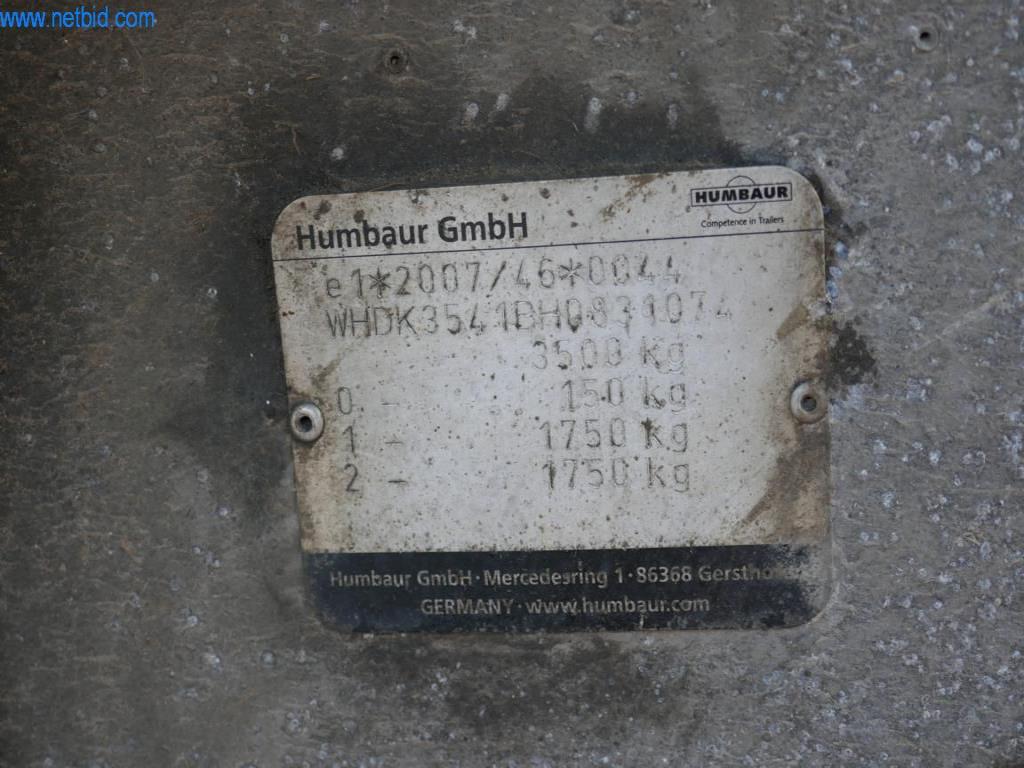 www.netbid.com
HUMBAUR
Competence in Trailers
Humbaur GmbH
e1*2007/46*0044
WHDK3541BH0831074
3500 Kg
0 - 150 kg
1 - 1750 Kg
2 - 1750 kg
Humbaur GmbH · Mercedesring 1 · 86368
GERMANY · www.humbaur.com